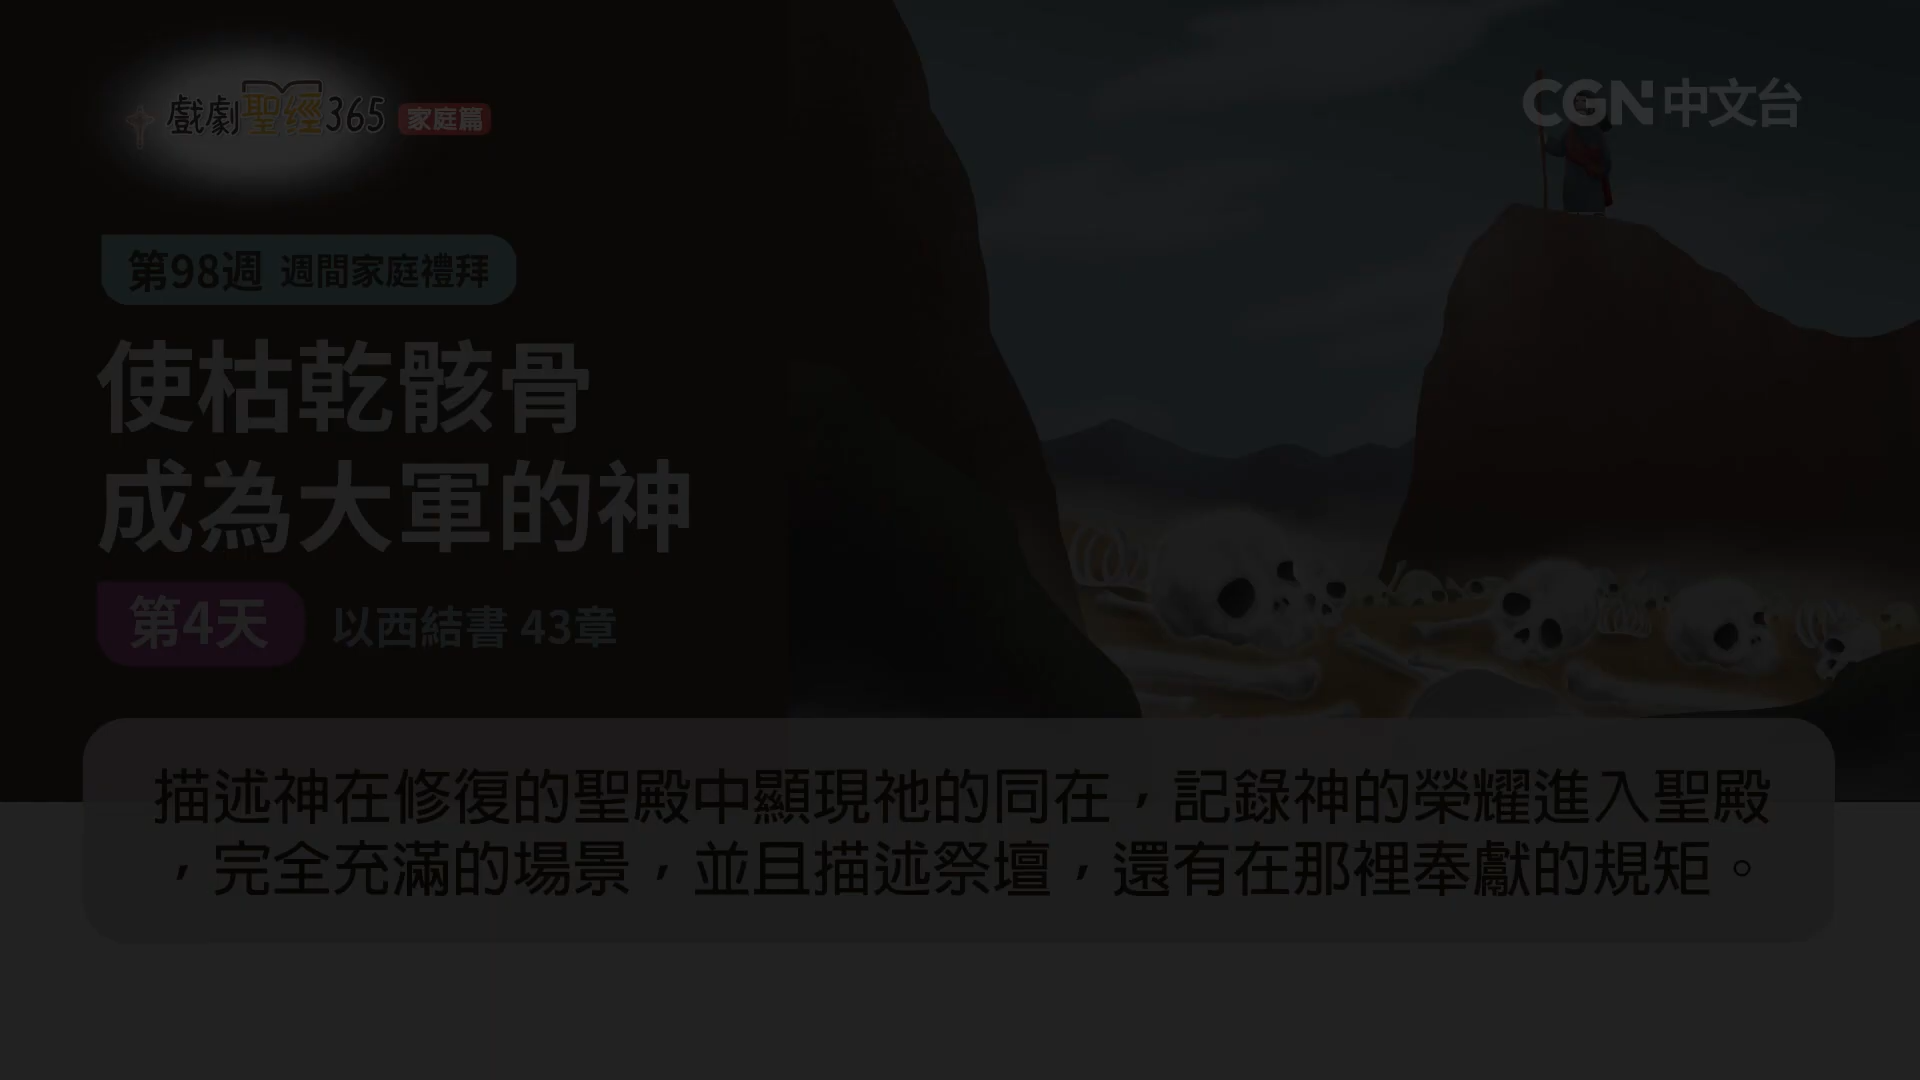 戲劇聖經365 家庭篇
CGN中文台
第98週 週間家庭禮拜
使枯乾骸骨
成為大軍的神
第4天 以西結書 43章
描述神在修復的聖殿中顯現祂的同在，記錄神的榮耀進入聖殿
，完全充滿的場景，並且描述祭壇，還有在那裡奉獻的規矩。